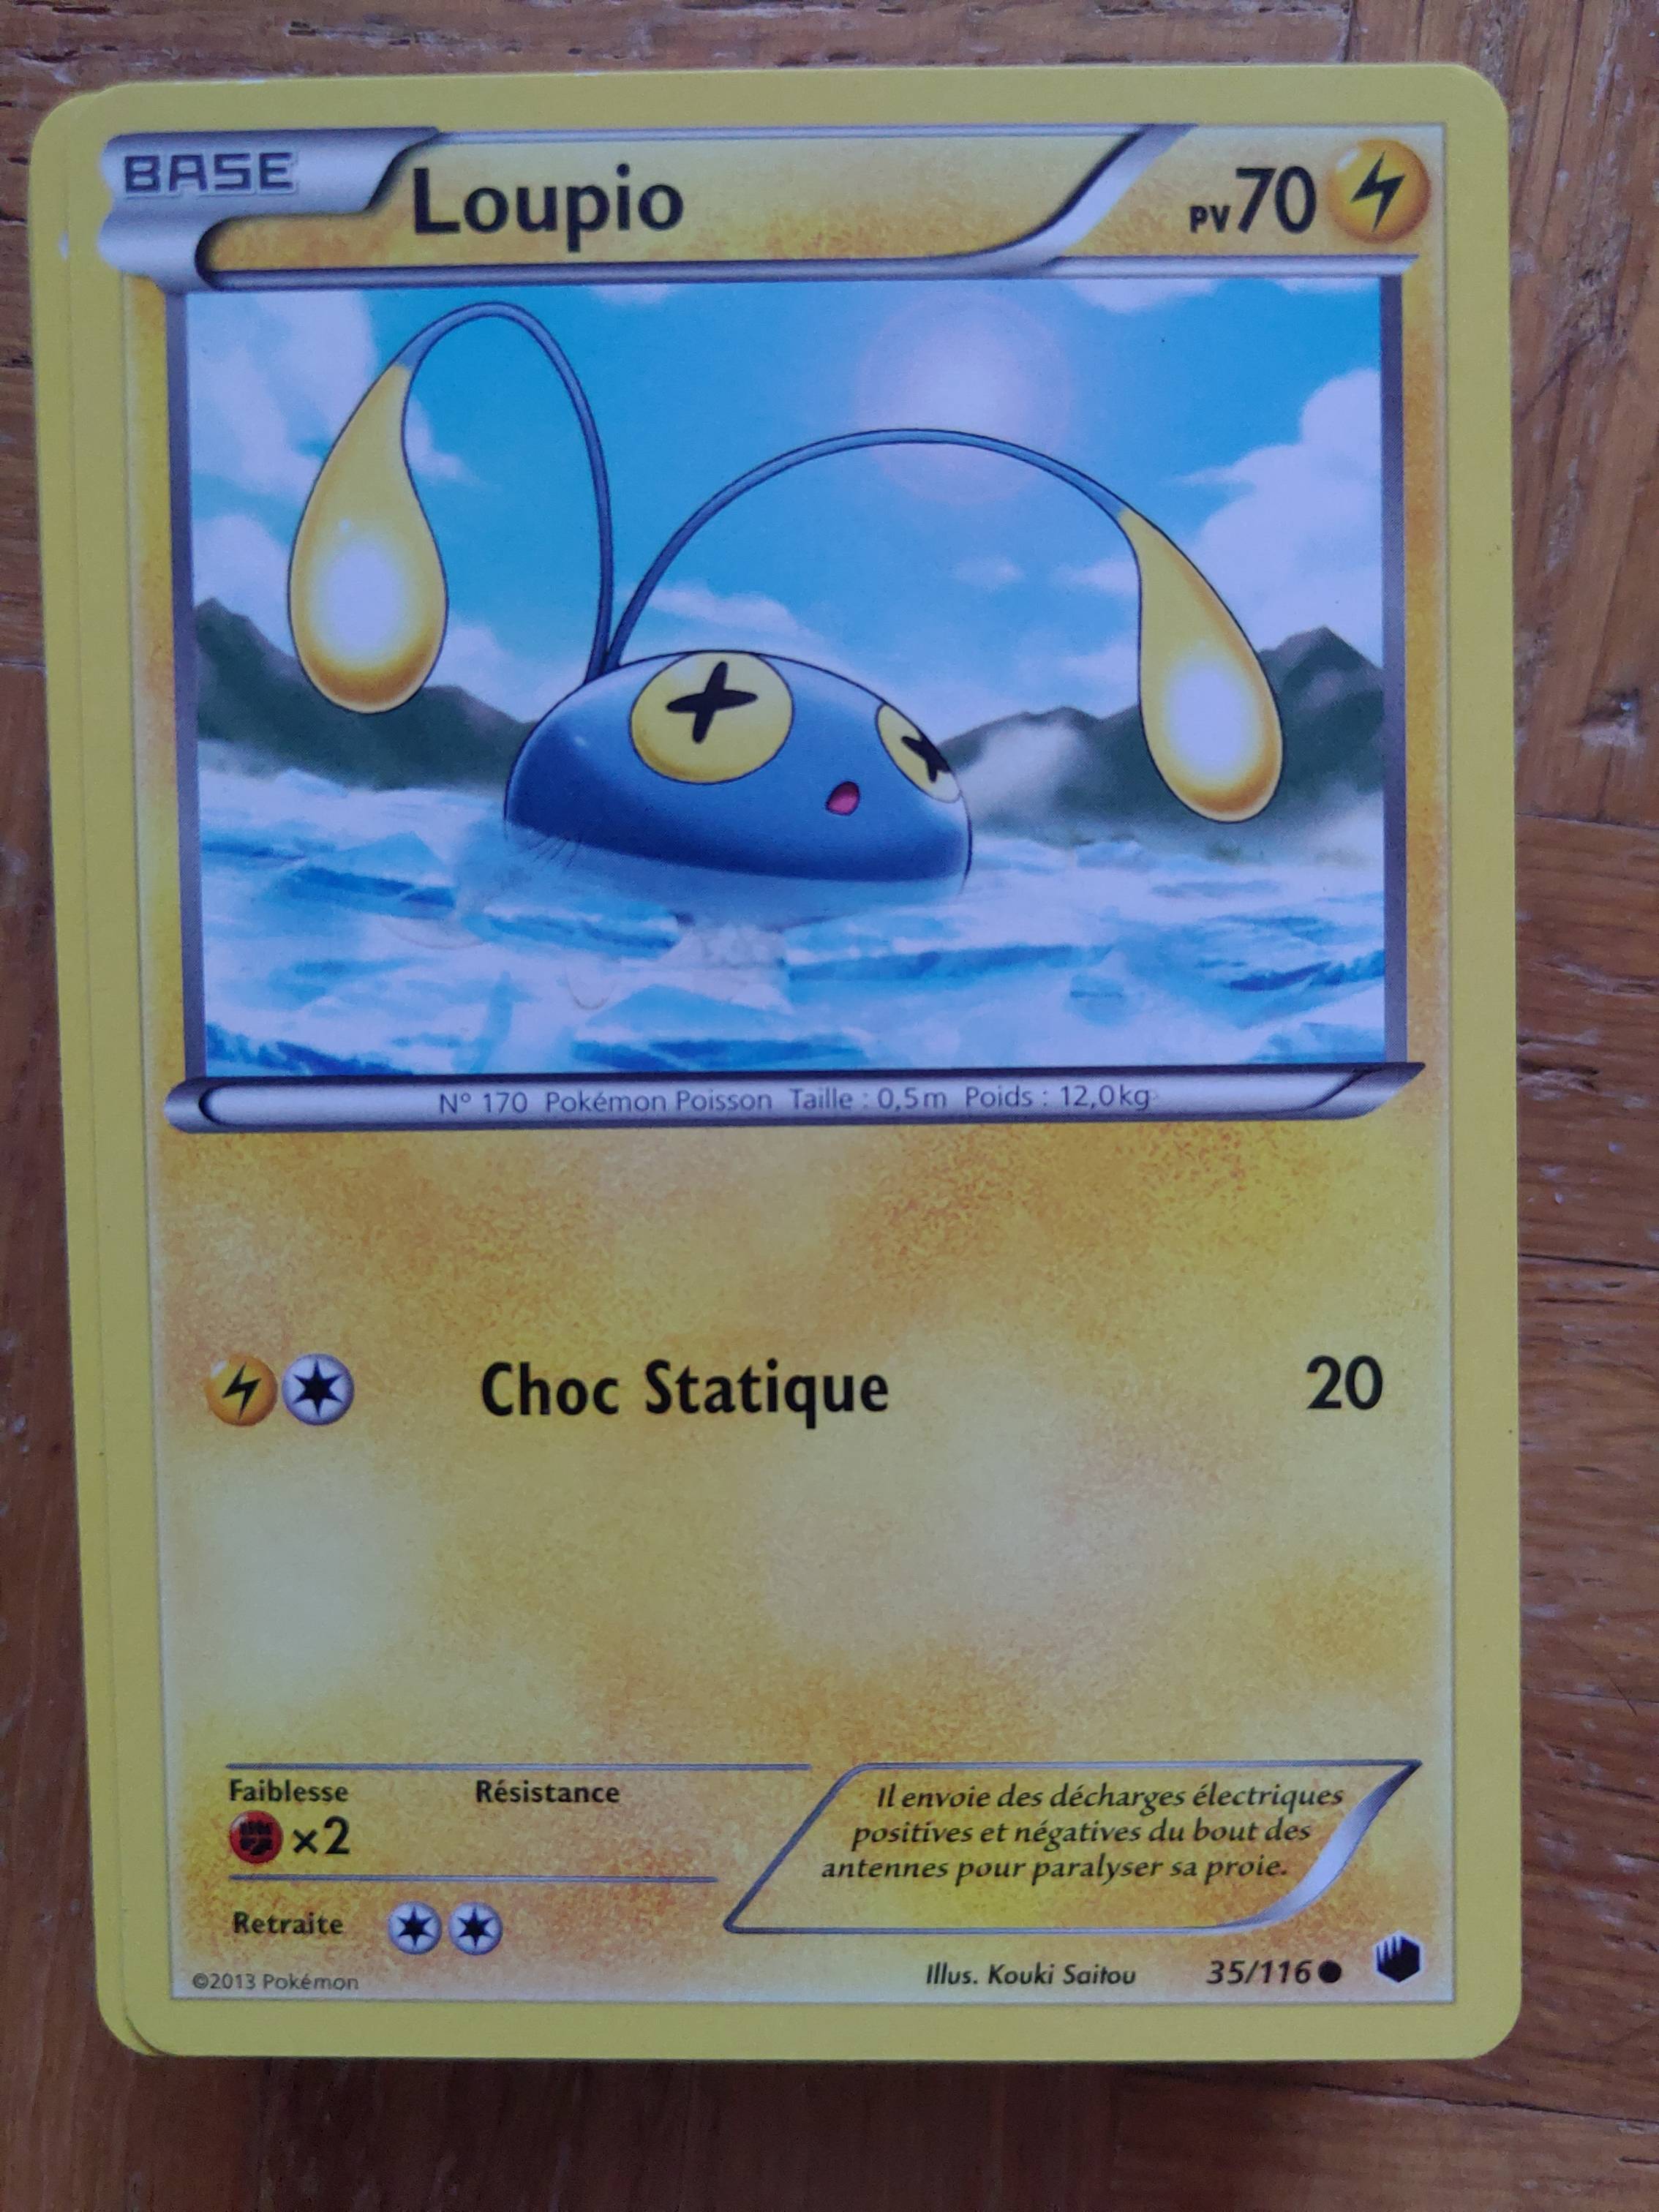 BASE Loupio PV70
N° 170 Pokémon Poisson Taille : 0,5m Poids : 12,0kg
Choc Statique 20
Faiblesse Résistance
x2
Il envoie des décharges électriques
positives et négatives du bout des
antennes pour paralyser sa proie.
Retraite
©2013 Pokémon Illus. Kouki Saitou 35/116